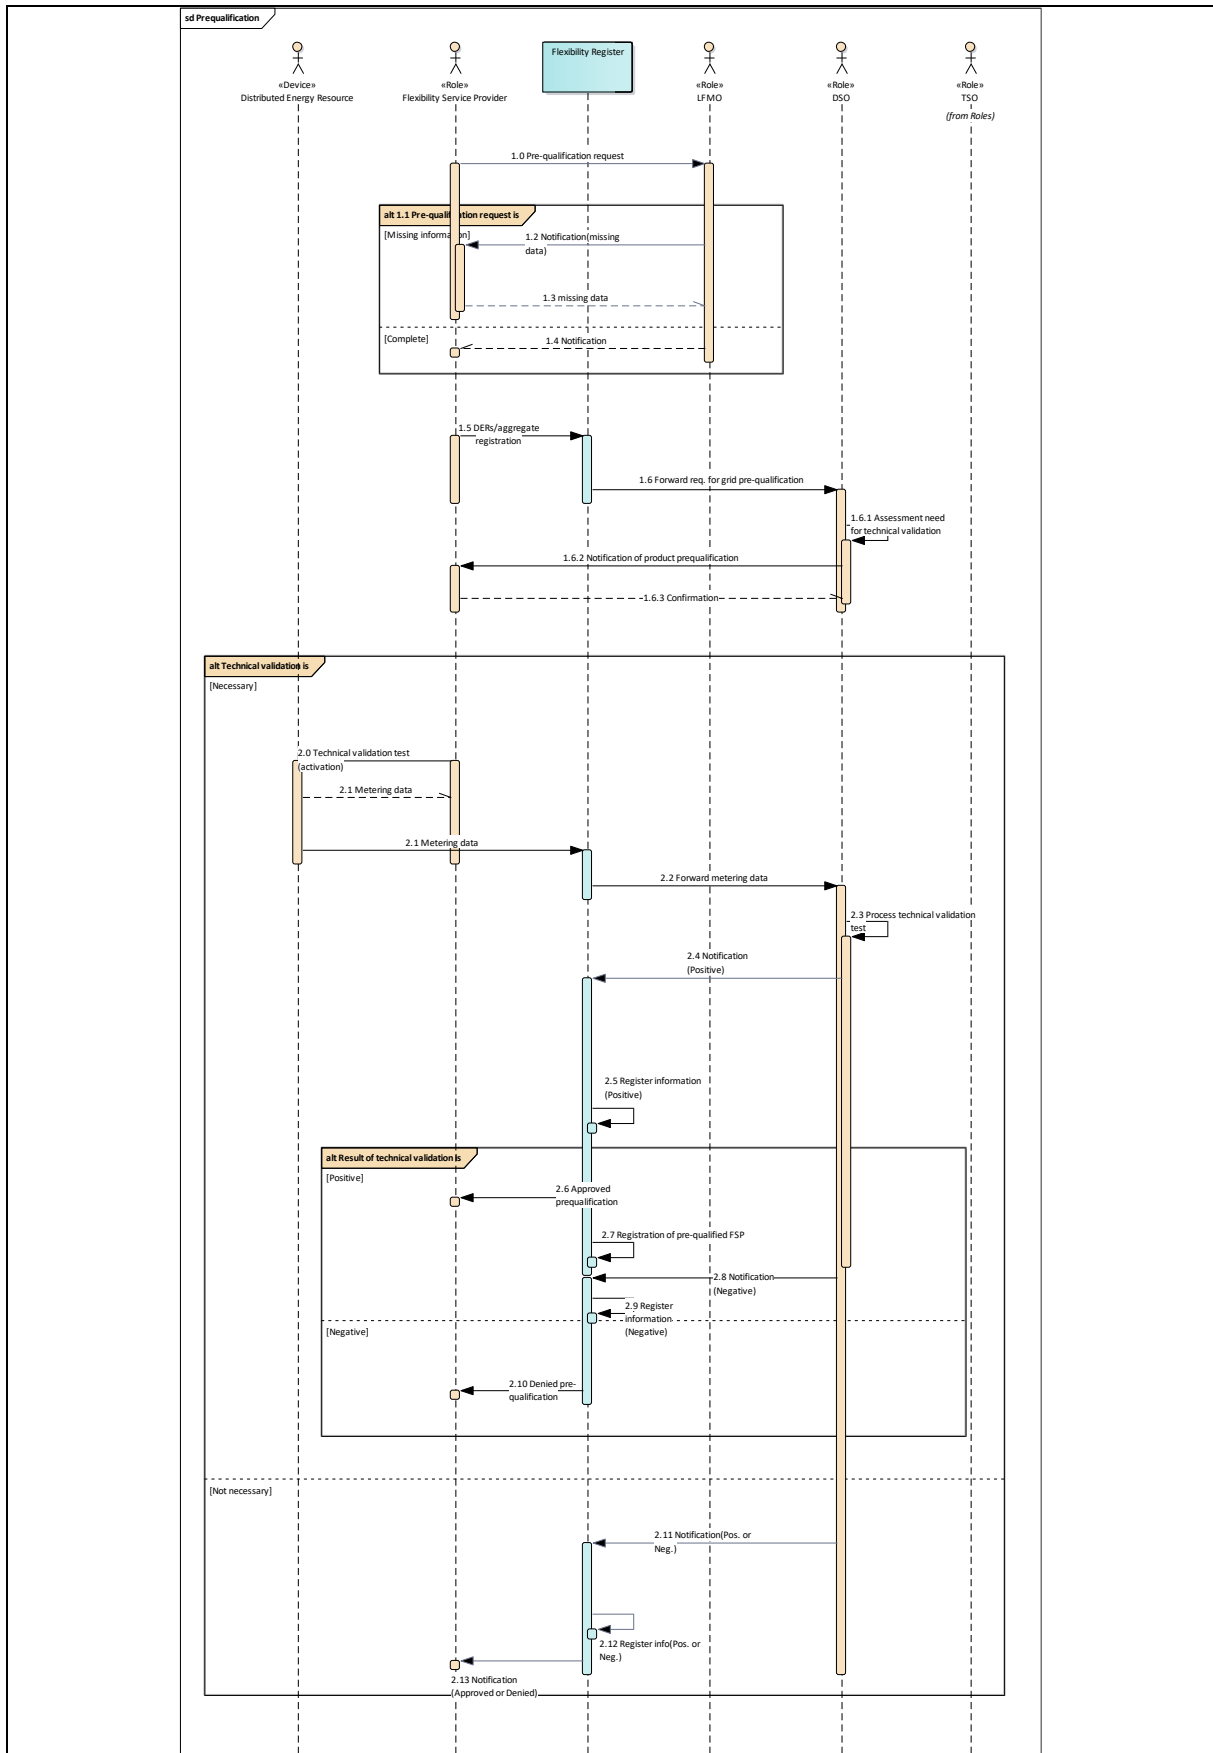 sd Prequalification
Flexibility Register
«Device»
Distributed Energy Resource
«Role»
Flexibility Service Provider
«Role»
LFMO
«Role»
DSO
«Role»
TSO
(from Roles)
1.0 Pre-qualification request
alt 1.1 Pre-qualification request is
[Missing information]
1.2 Notification(missing
data)
1.3 missing data
[Complete]
1.4 Notification
1.5 DERs/aggregate
registration
1.6 Forward req. for grid pre-qualification
1.6.1 Assessment need
for technical validation
1.6.2 Notification of product prequalification
1.6.3 Confirmation
alt Technical validation is
[Necessary]
2.0 Technical validation test
(activation)
2.1 Metering data
2.1 Metering data
2.2 Forward metering data
2.3 Process technical validation
test
2.4 Notification
(Positive)
2.5 Register information
(Positive)
alt Result of technical validation is
[Positive]
2.6 Approved
prequalification
2.7 Registration of pre-qualified FSP
2.8 Notification
(Negative)
2.9 Register
information
(Negative)
[Negative]
2.10 Denied pre-
qualification
[Not necessary]
2.11 Notification(Pos. or
Neg.)
2.12 Register info(Pos. or
Neg.)
2.13 Notification
(Approved or Denied)